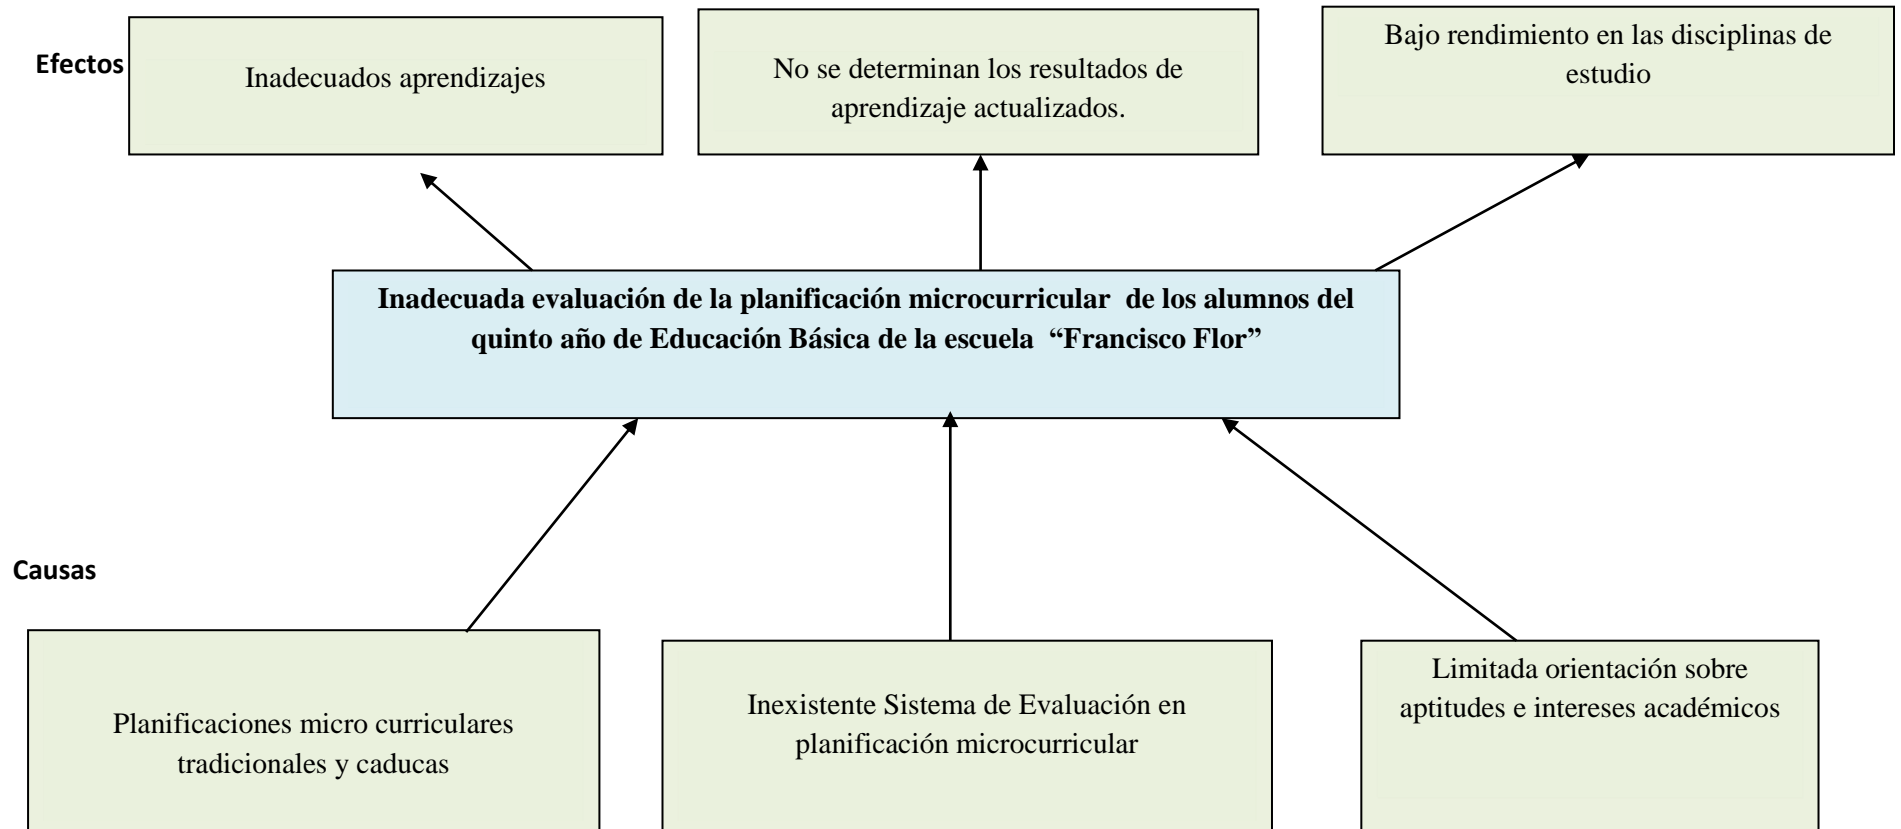 Efectos
Inadecuados aprendizajes
No se determinan los resultados de
aprendizaje actualizados.
Bajo rendimiento en las disciplinas de
estudio
Inadecuada evaluación de la planificación microcurricular de los alumnos del
quinto año de Educación Básica de la escuela “Francisco Flor”
Causas
Planificaciones micro curriculares
tradicionales y caducas
Inexistente Sistema de Evaluación en
planificación microcurricular
Limitada orientación sobre
aptitudes e intereses académicos